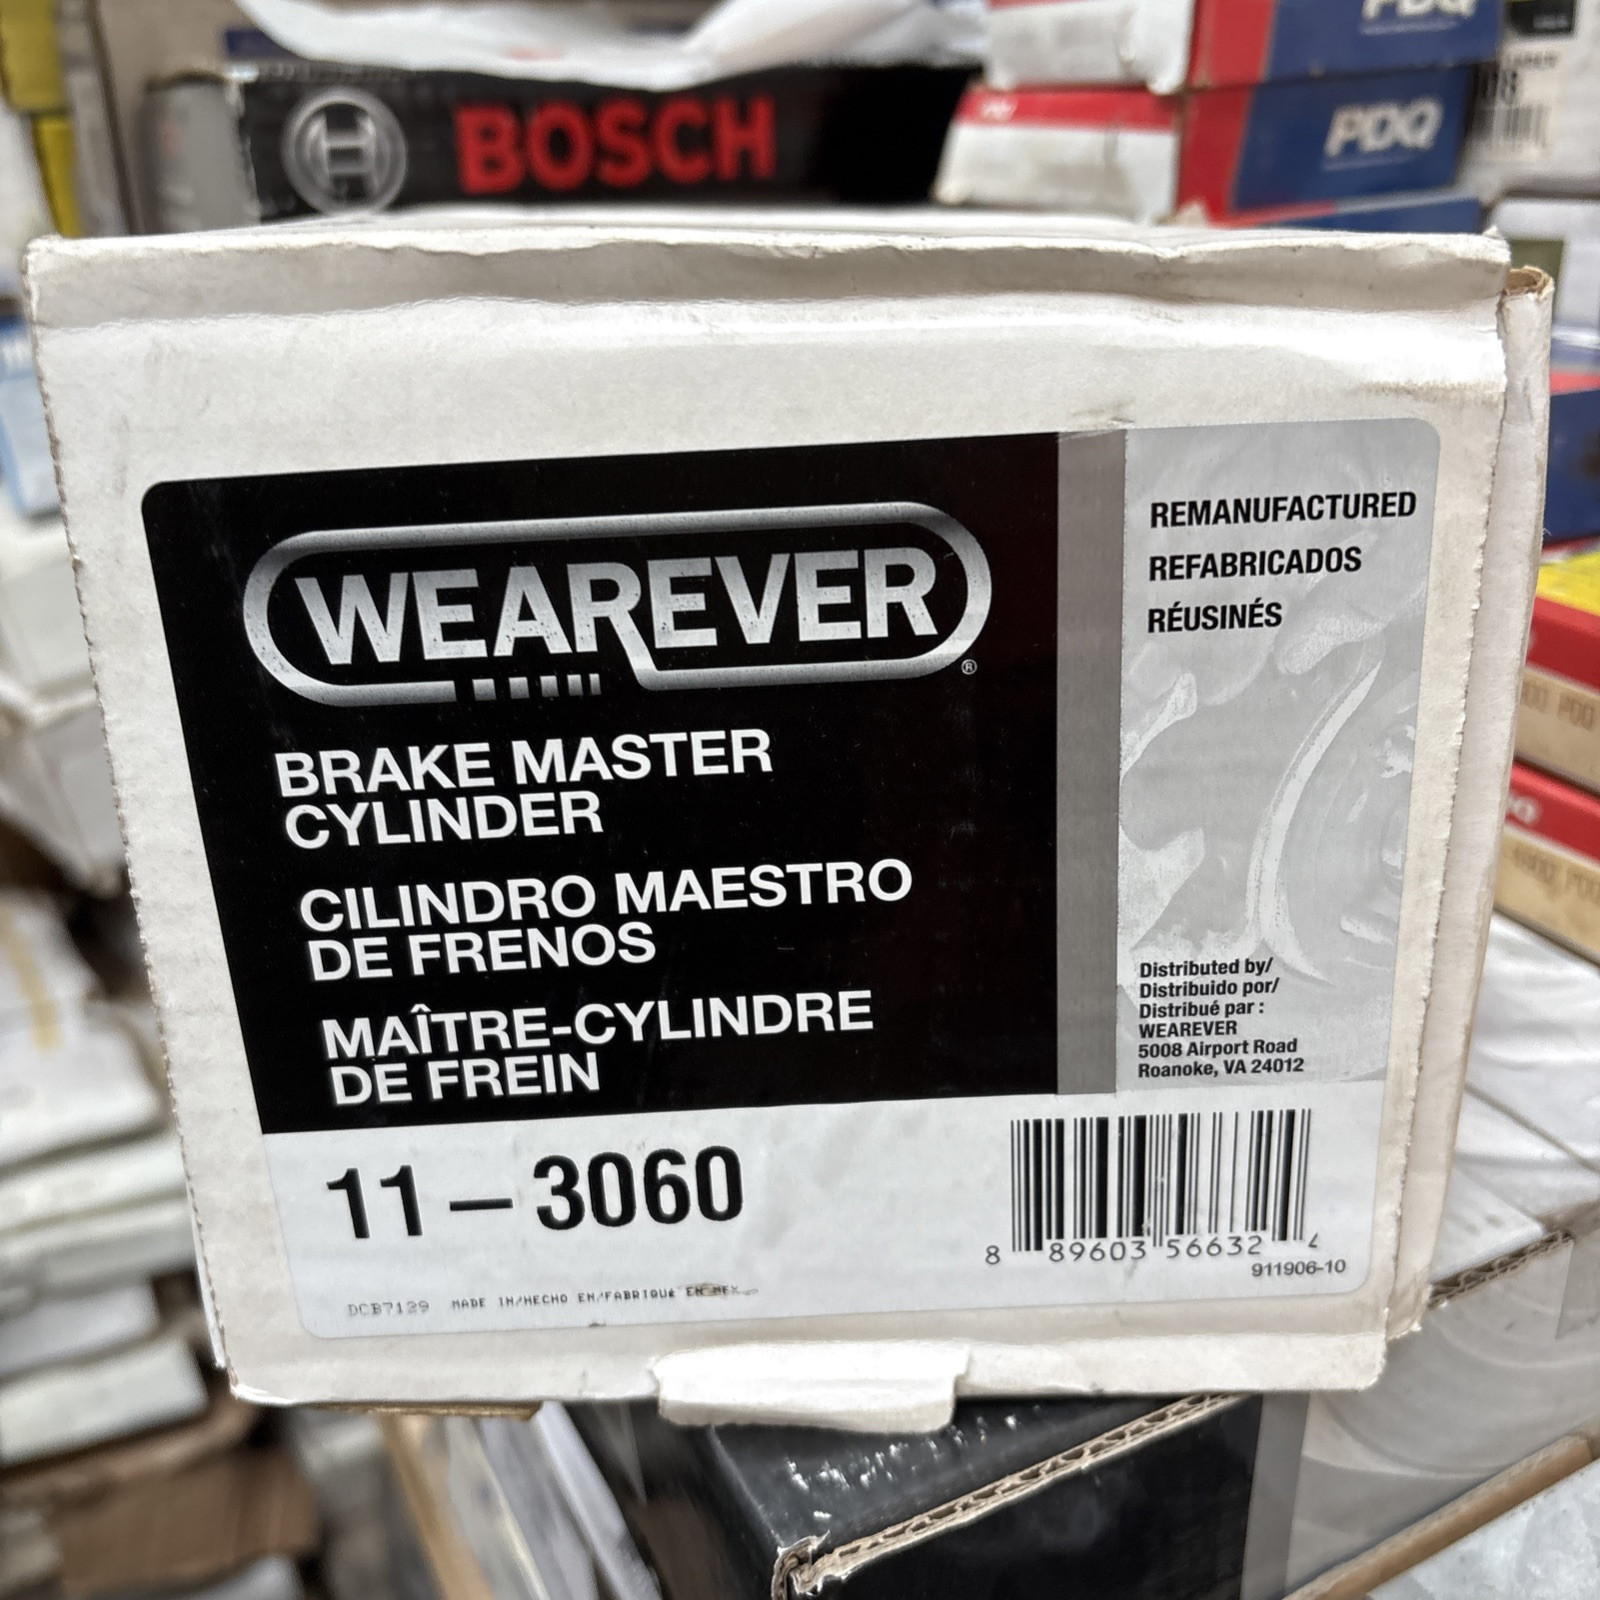 BOSCH
PDQ
PDQ
WEAREVER
®
BRAKE MASTER
CYLINDER
CILINDRO MAESTRO
DE FRENOS
MAÎTRE-CYLINDRE
DE FREIN
REMANUFACTURED
REFABRICADOS
RÉUSINÉS
Distributed by/
Distribuido por/
Distribué par :
WEAREVER
5008 Airport Road
Roanoke, VA 24012
11-3060
8 89603 56632 4
911906-10
DCB7129 MADE IN/HECHO EN/FABRIQUé EN MEX